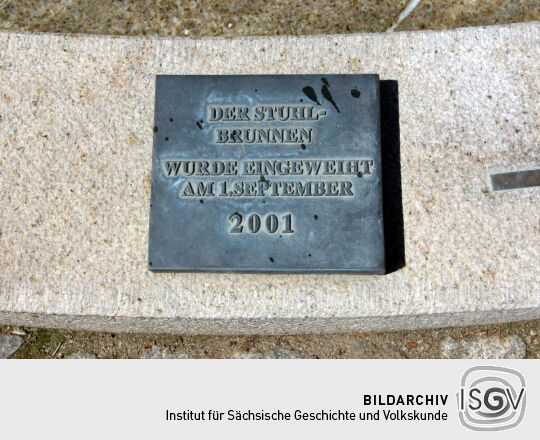 DER STUHL-
BRUNNEN
WURDE EINGEWEIHT
AM 1.SEPTEMBER
2001
BILDARCHIV
Institut für Sächsische Geschichte und Volkskunde
ISGV